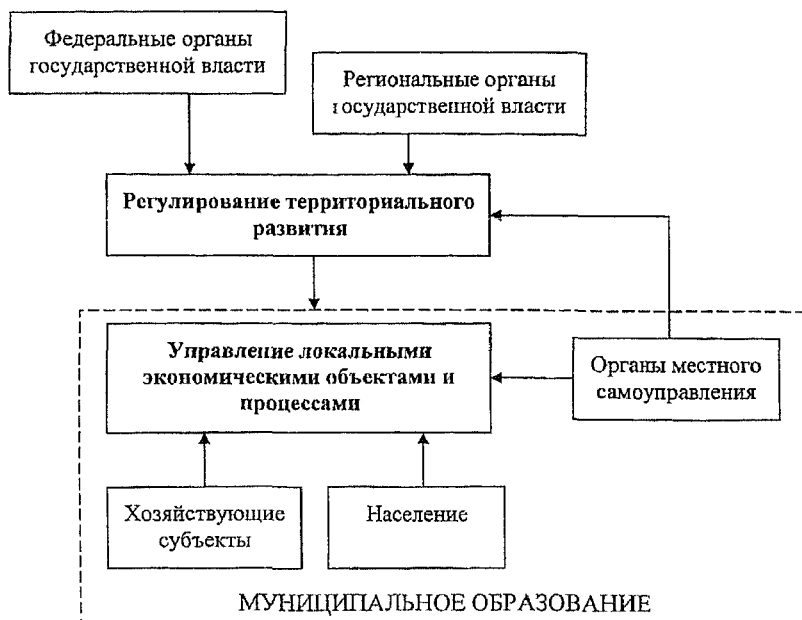 Федеральные органы
государственной власти
Региональные органы
государственной власти
Регулирование территориального
развития
Управление локальными
экономическими объектами и
процессами
Органы местного
самоуправления
Хозяйствующие
субъекты
Население
МУНИЦИПАЛЬНОЕ ОБРАЗОВАНИЕ